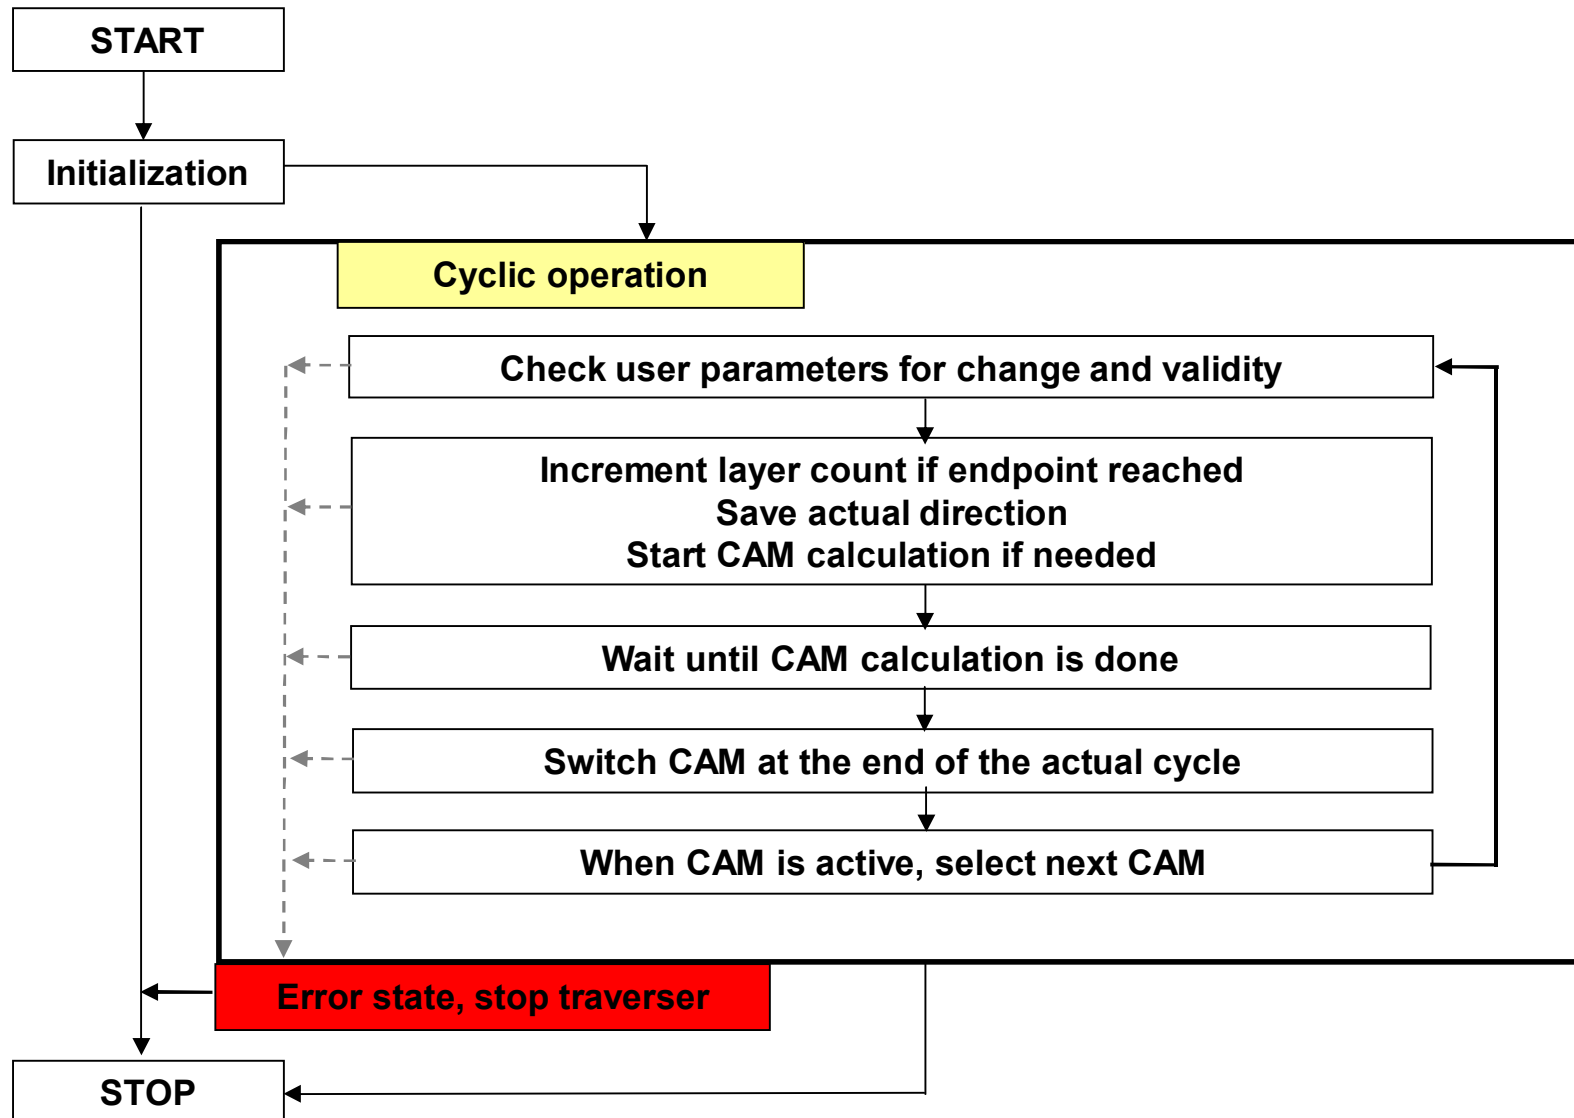 START
Initialization
Cyclic operation
Check user parameters for change and validity
Increment layer count if endpoint reached
Save actual direction
Start CAM calculation if needed
Wait until CAM calculation is done
Switch CAM at the end of the actual cycle
When CAM is active, select next CAM
Error state, stop traverser
STOP